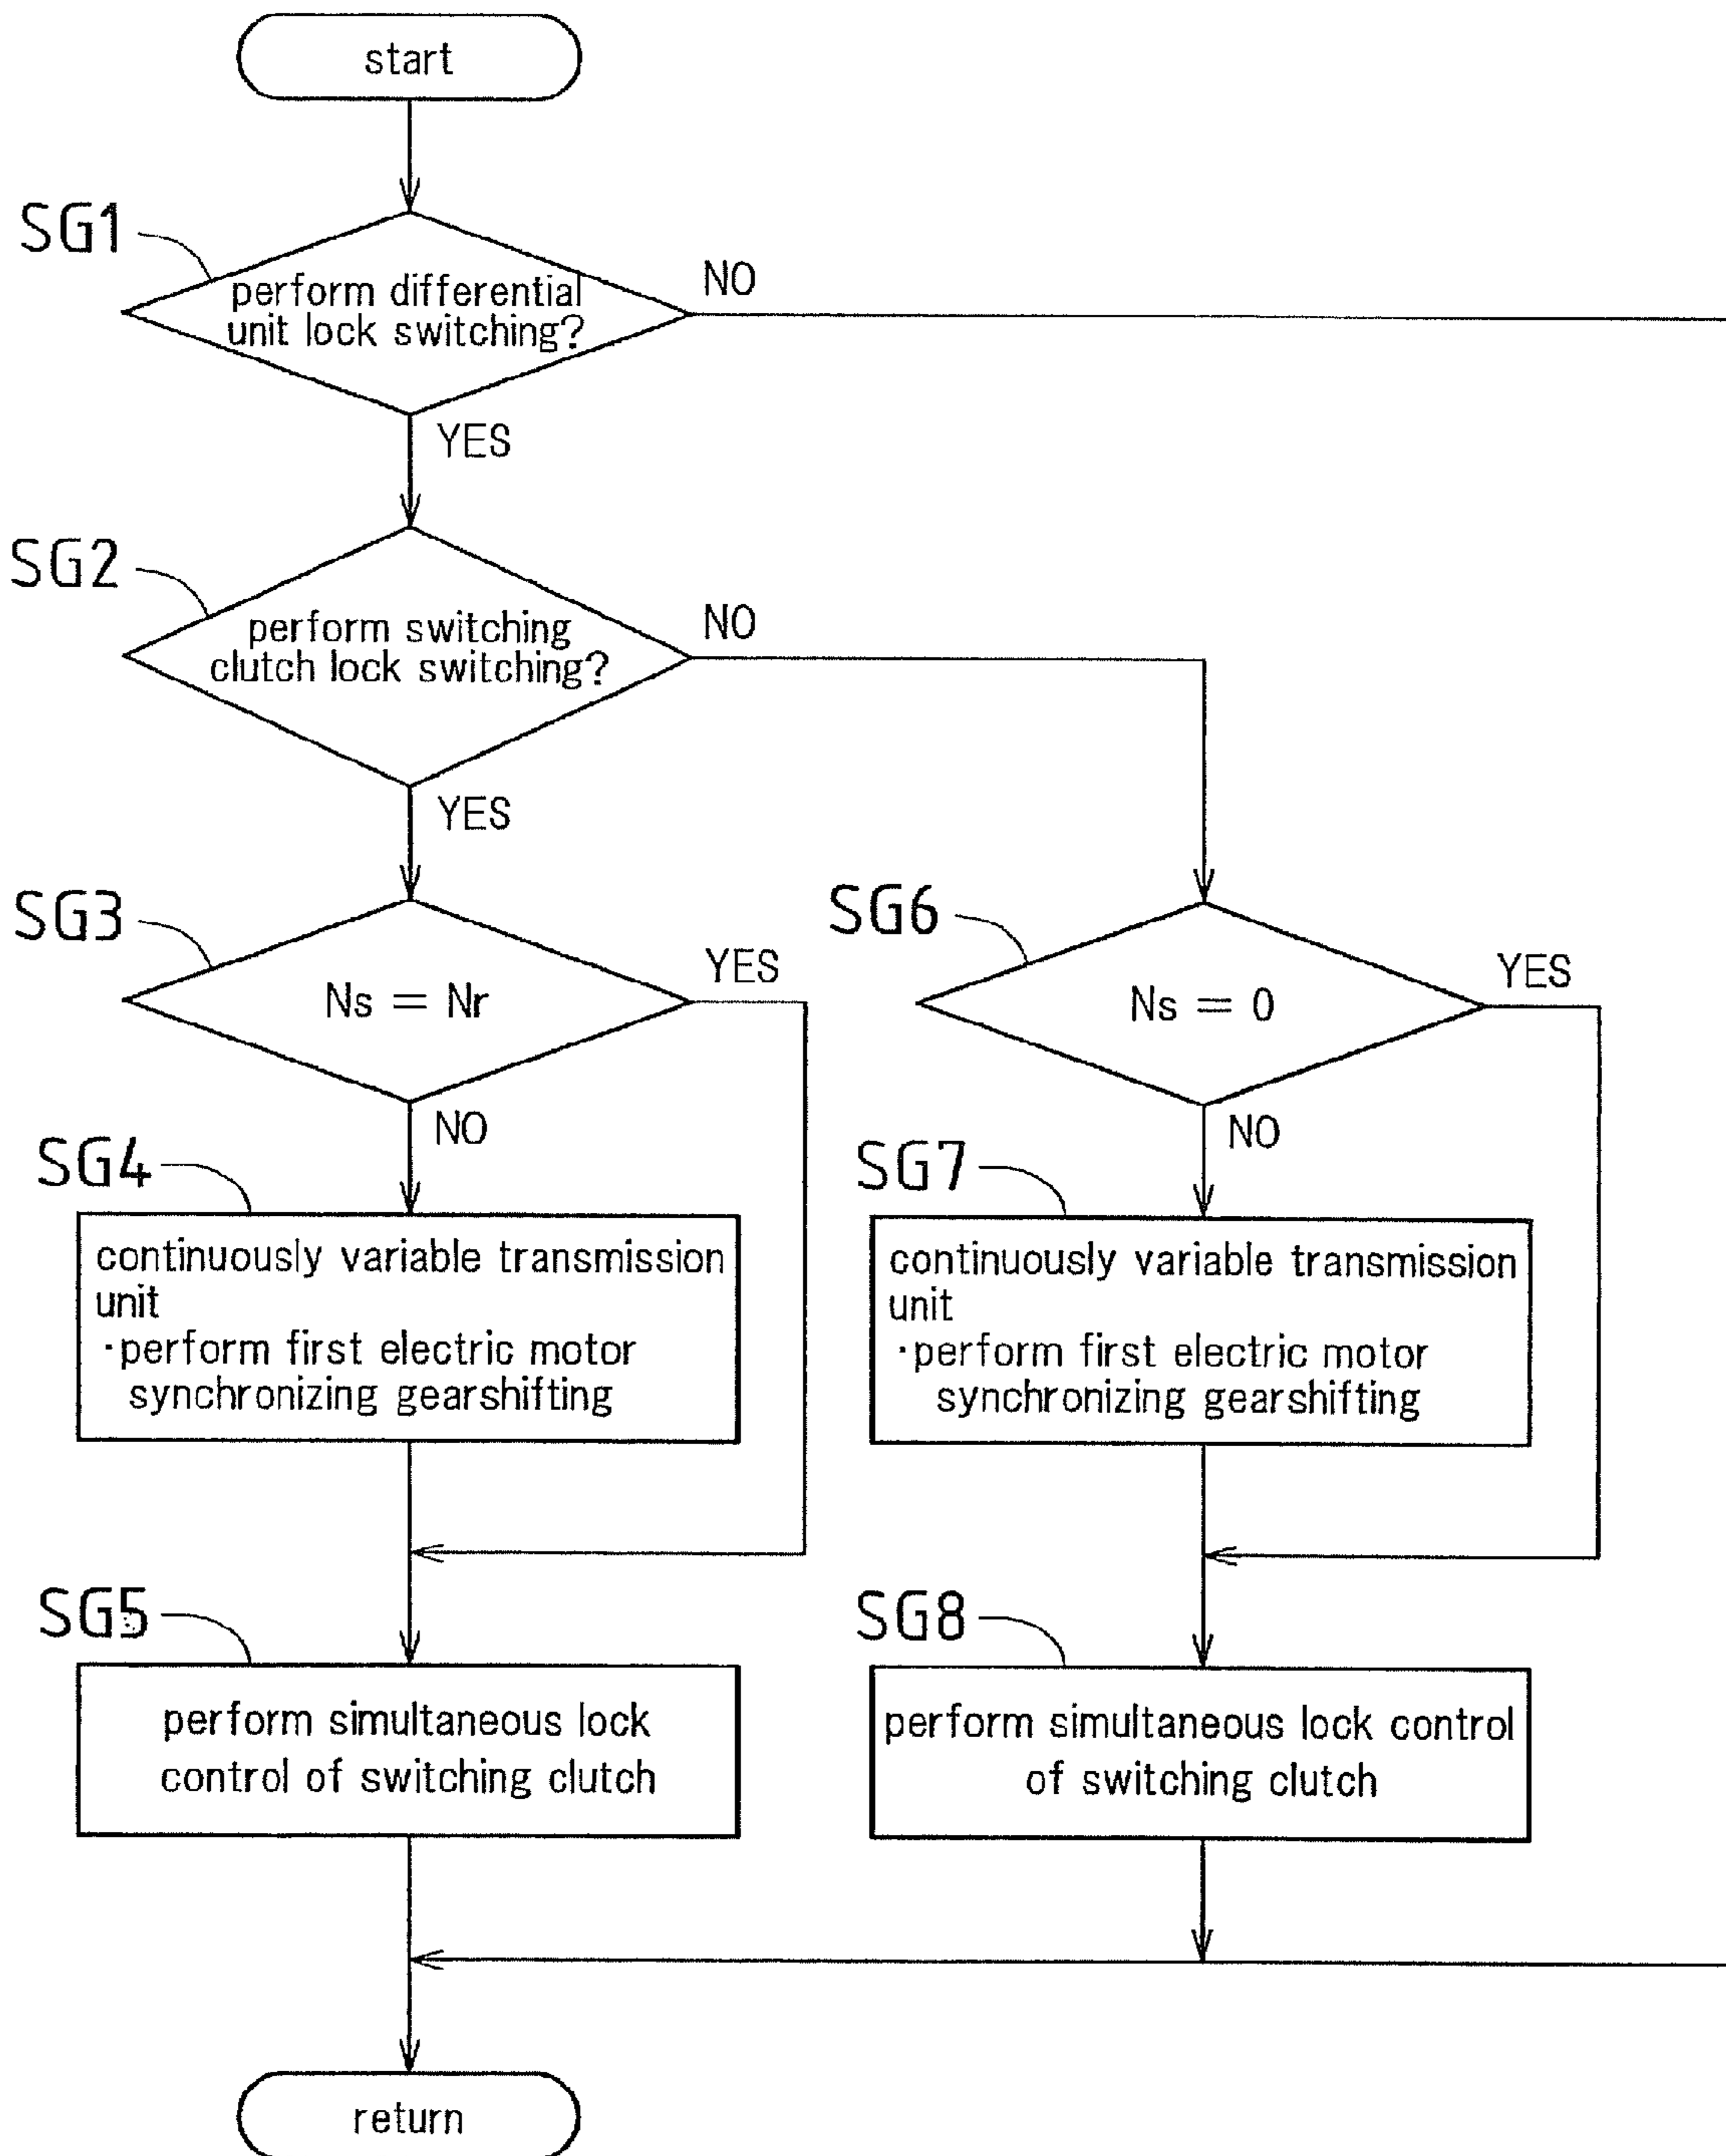 start
SG1
perform differential
unit lock switching?
NO
YES
SG2
perform switching
clutch lock switching?
NO
YES
SG3
Ns = Nr
YES
NO
SG6
Ns = 0
YES
NO
SG4
continuously variable transmission
unit
·perform first electric motor
synchronizing gearshifting
SG7
continuously variable transmission
unit
·perform first electric motor
synchronizing gearshifting
SG5
perform simultaneous lock
control of switching clutch
SG8
perform simultaneous lock control
of switching clutch
return